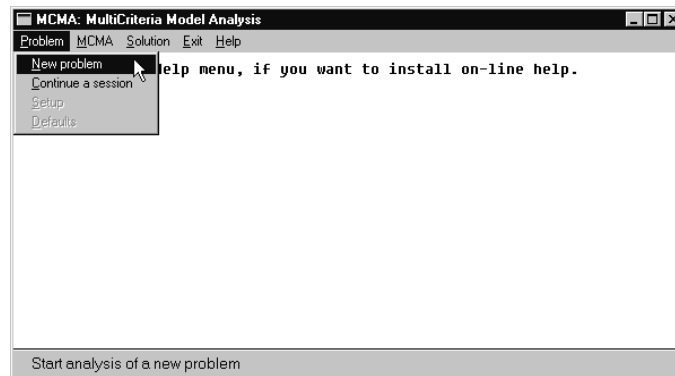 MCMA: MultiCriteria Model Analysis
Problem MCMA Solution Exit Help
New problem
elp menu, if you want to install on-line help.
Continue a session
Setup
Defaults
Start analysis of a new problem